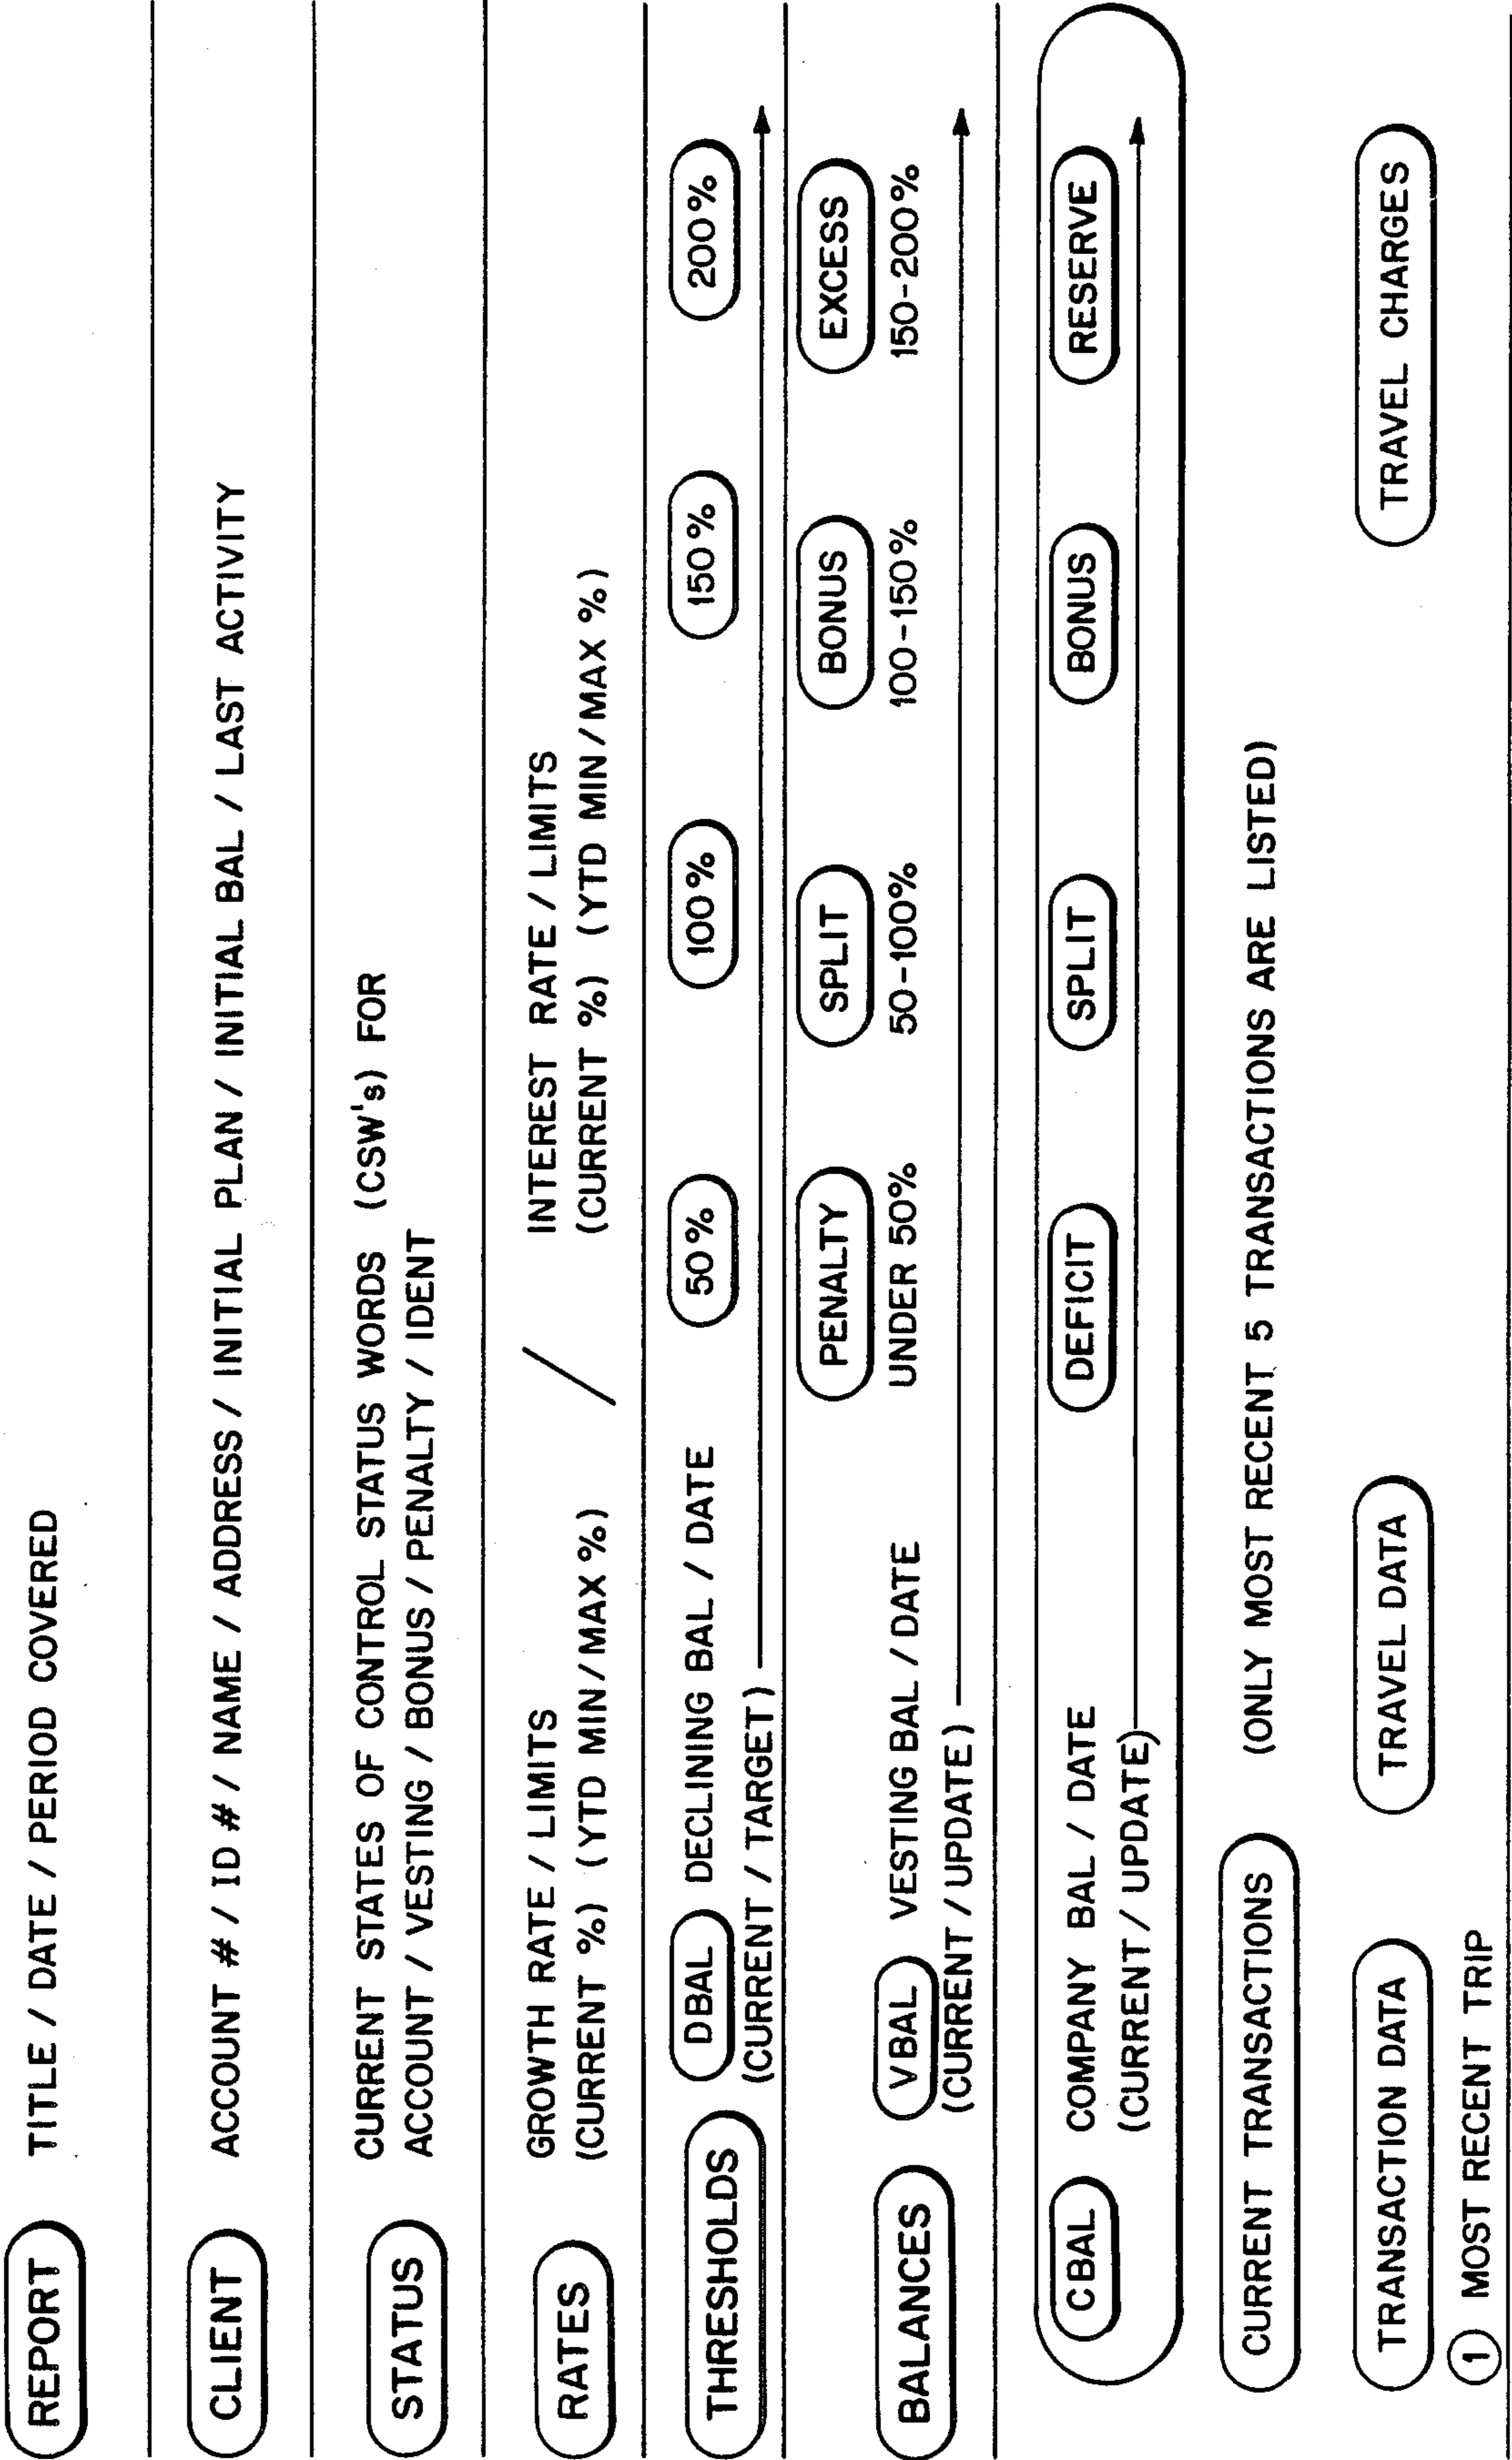 REPORT TITLE / DATE / PERIOD COVERED
CLIENT ACCOUNT # / ID # / NAME / ADDRESS / INITIAL PLAN / INITIAL BAL / LAST ACTIVITY
STATUS CURRENT STATES OF CONTROL STATUS WORDS (CSW's) FOR
ACCOUNT / VESTING / BONUS / PENALTY / IDENT
RATES GROWTH RATE / LIMITS / INTEREST RATE / LIMITS
(CURRENT %) (YTD MIN/MAX %) (CURRENT %) (YTD MIN/MAX %)
THRESHOLDS DBAL DECLINING BAL / DATE 50% 100% 150% 200%
(CURRENT / TARGET)
BALANCES VBAL VESTING BAL / DATE PENALTY SPLIT BONUS EXCESS
UNDER 50% 50-100% 100-150% 150-200%
(CURRENT / UPDATE)
CBAL COMPANY BAL / DATE DEFICIT SPLIT BONUS RESERVE
(CURRENT / UPDATE)
CURRENT TRANSACTIONS (ONLY MOST RECENT 5 TRANSACTIONS ARE LISTED)
TRANSACTION DATA TRAVEL DATA TRAVEL CHARGES
1 MOST RECENT TRIP